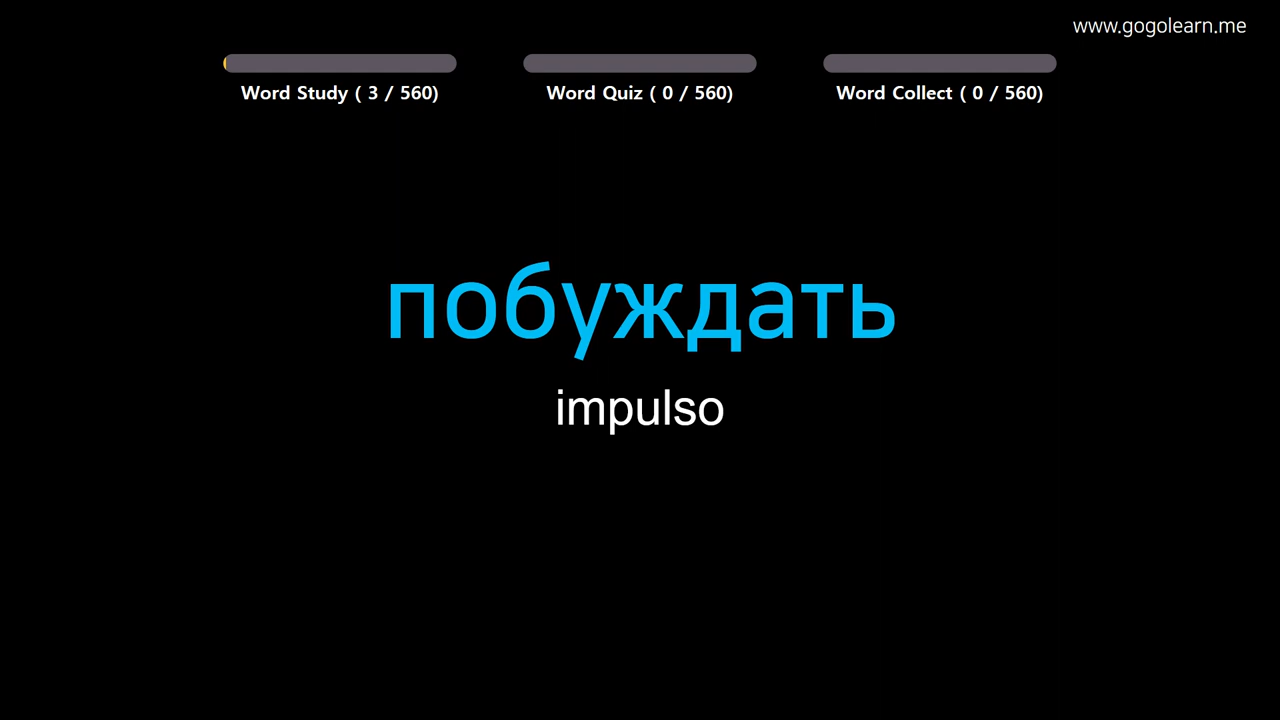 www.gogolearn.me
Word Study ( 3 / 560)
Word Quiz ( 0 / 560)
Word Collect ( 0 / 560)
побуждать
impulso